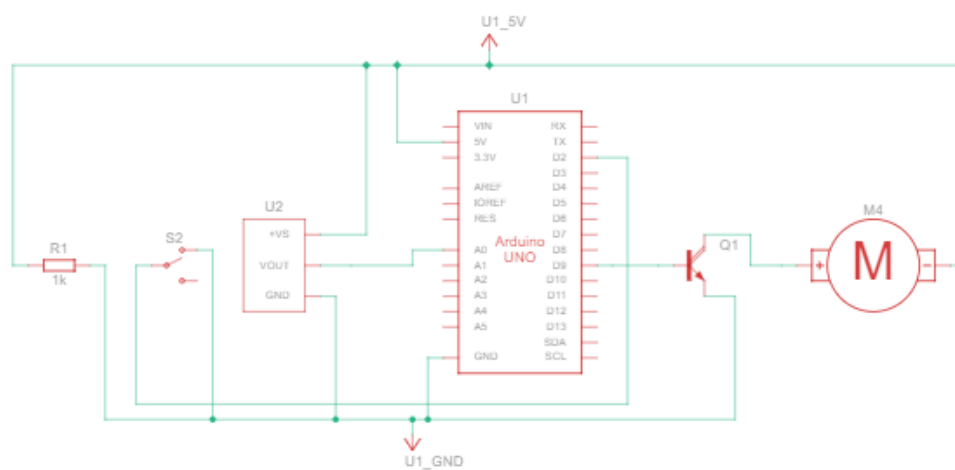 U1_5V
U1
VIN
5V
3.3V
AREF
IOREF
RES
A0
A1
A2
A3
A4
A5
GND
Arduino
UNO
RX
TX
D2
D3
D4
D5
D6
D7
D8
D9
D10
D11
D12
D13
SDA
SCL
U2
+VS
VOUT
GND
S2
R1
1k
Q1
M4
+
M
-
U1_GND